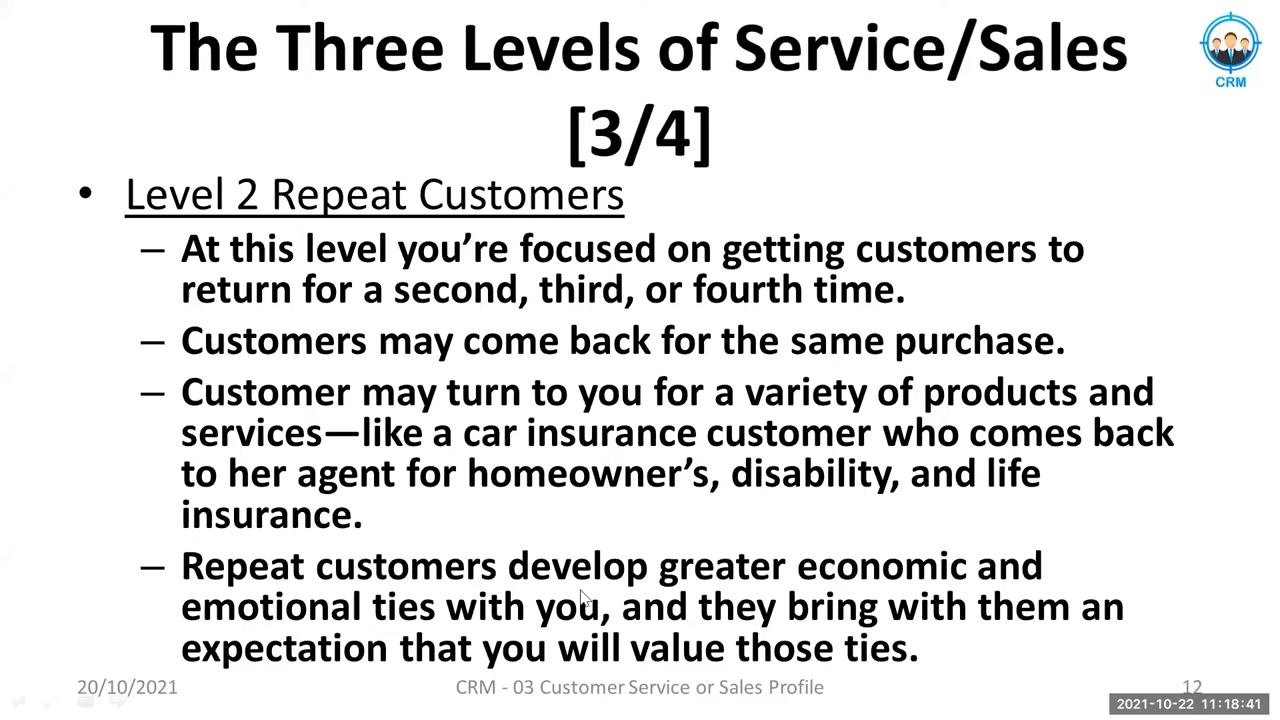 The Three Levels of Service/Sales
[3/4]
CRM
• Level 2 Repeat Customers
– At this level you’re focused on getting customers to
return for a second, third, or fourth time.
– Customers may come back for the same purchase.
– Customer may turn to you for a variety of products and
services—like a car insurance customer who comes back
to her agent for homeowner’s, disability, and life
insurance.
– Repeat customers develop greater economic and
emotional ties with you, and they bring with them an
expectation that you will value those ties.
20/10/2021
CRM - 03 Customer Service or Sales Profile
12
2021-10-22 11:18:41